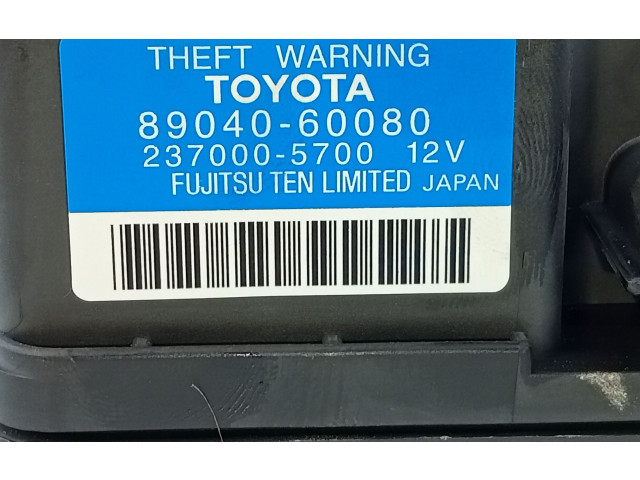 THEFT WARNING
TOYOTA
89040-60080
237000-5700 12V
FUJITSU TEN LIMITED JAPAN